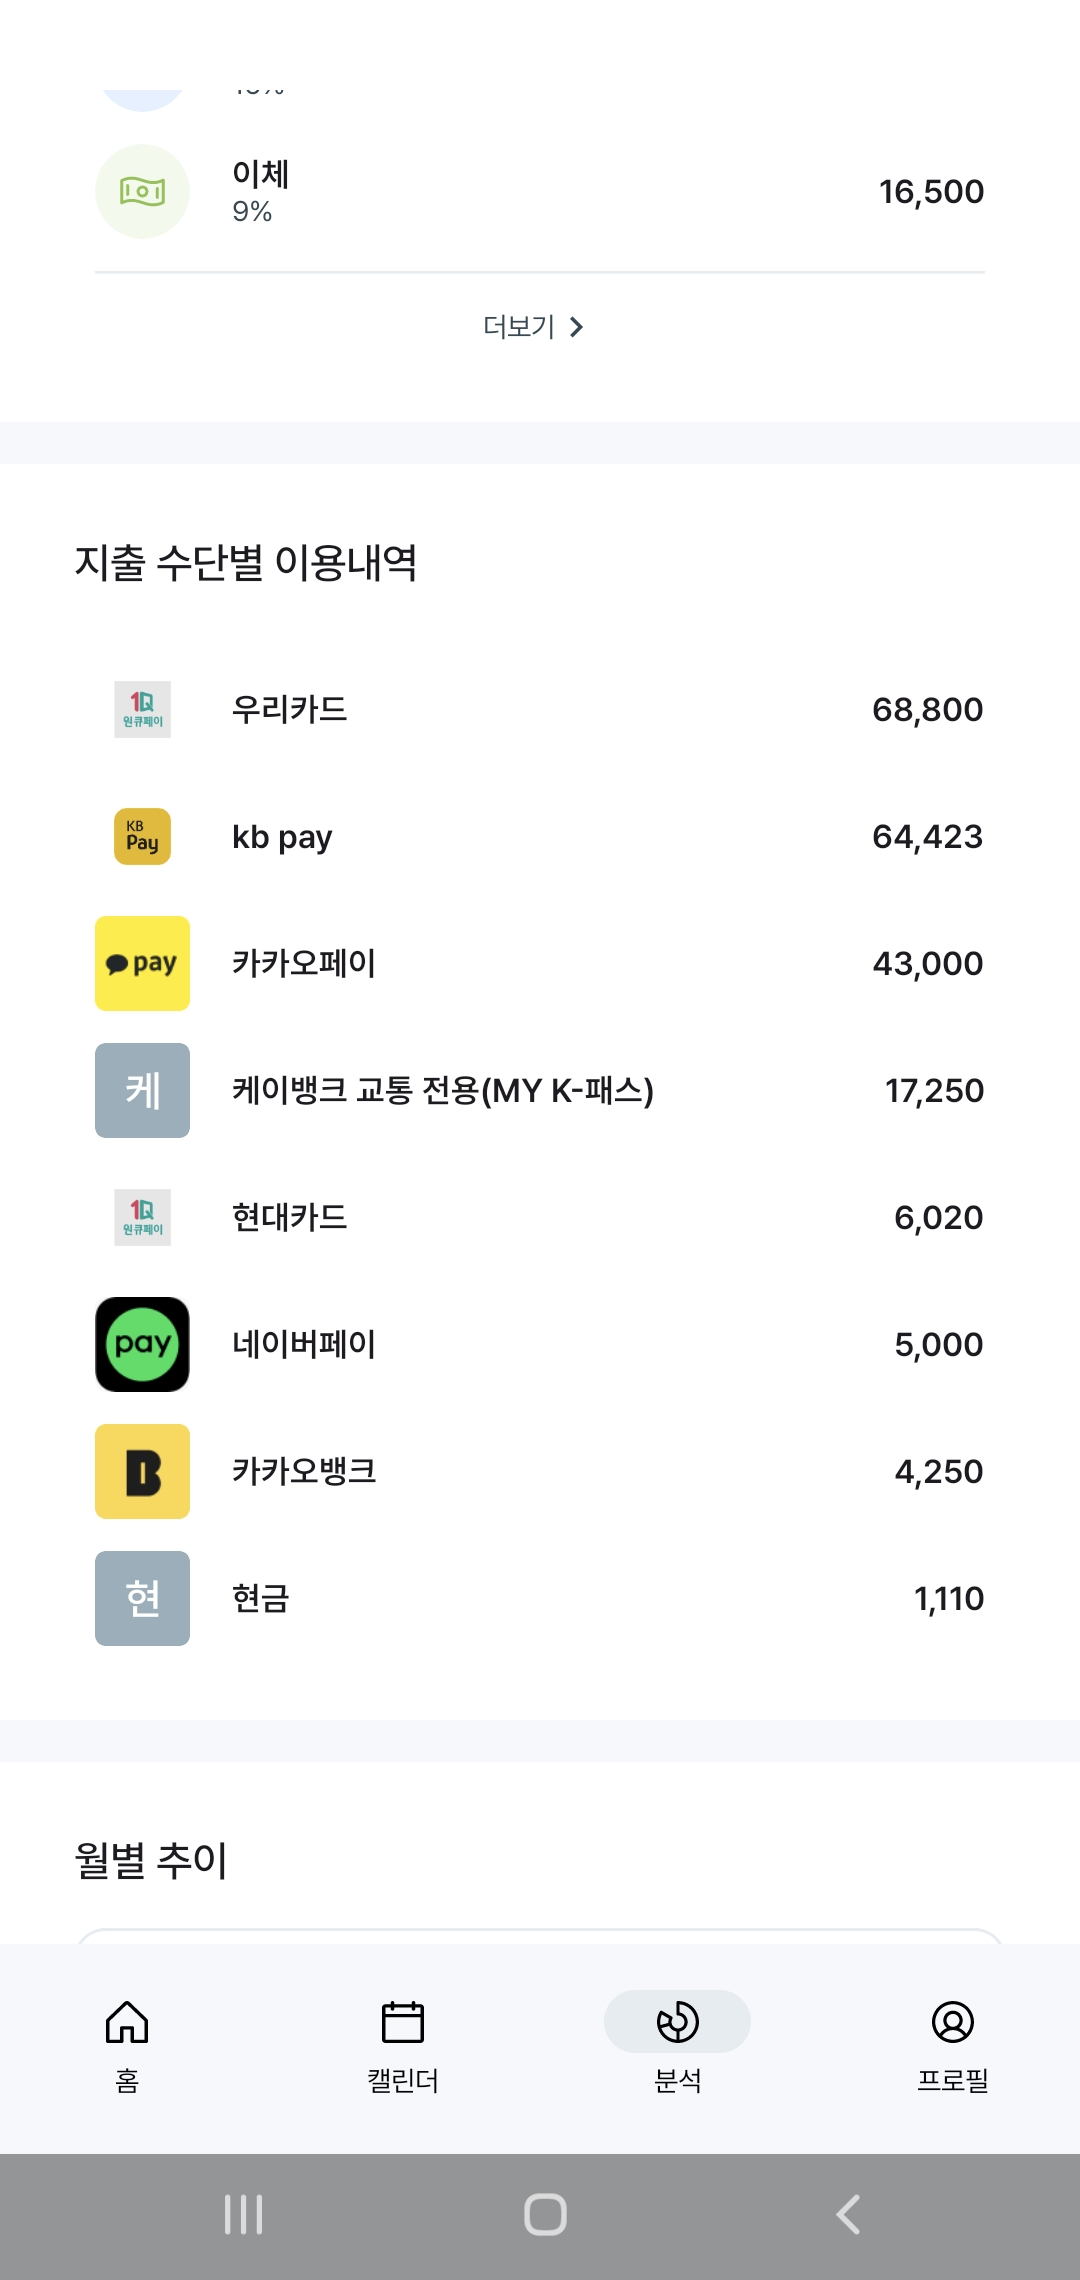 이체
9%
16,500
더보기
지출 수단별 이용내역
1Q
원큐페이
우리카드
68,800
KB
Pay
kb pay
64,423
pay
카카오페이
43,000
케
케이뱅크 교통 전용(MY K-패스)
17,250
1Q
원큐페이
현대카드
6,020
pay
네이버페이
5,000
B
카카오뱅크
4,250
현
현금
1,110
월별 추이
홈
캘린더
분석
프로필